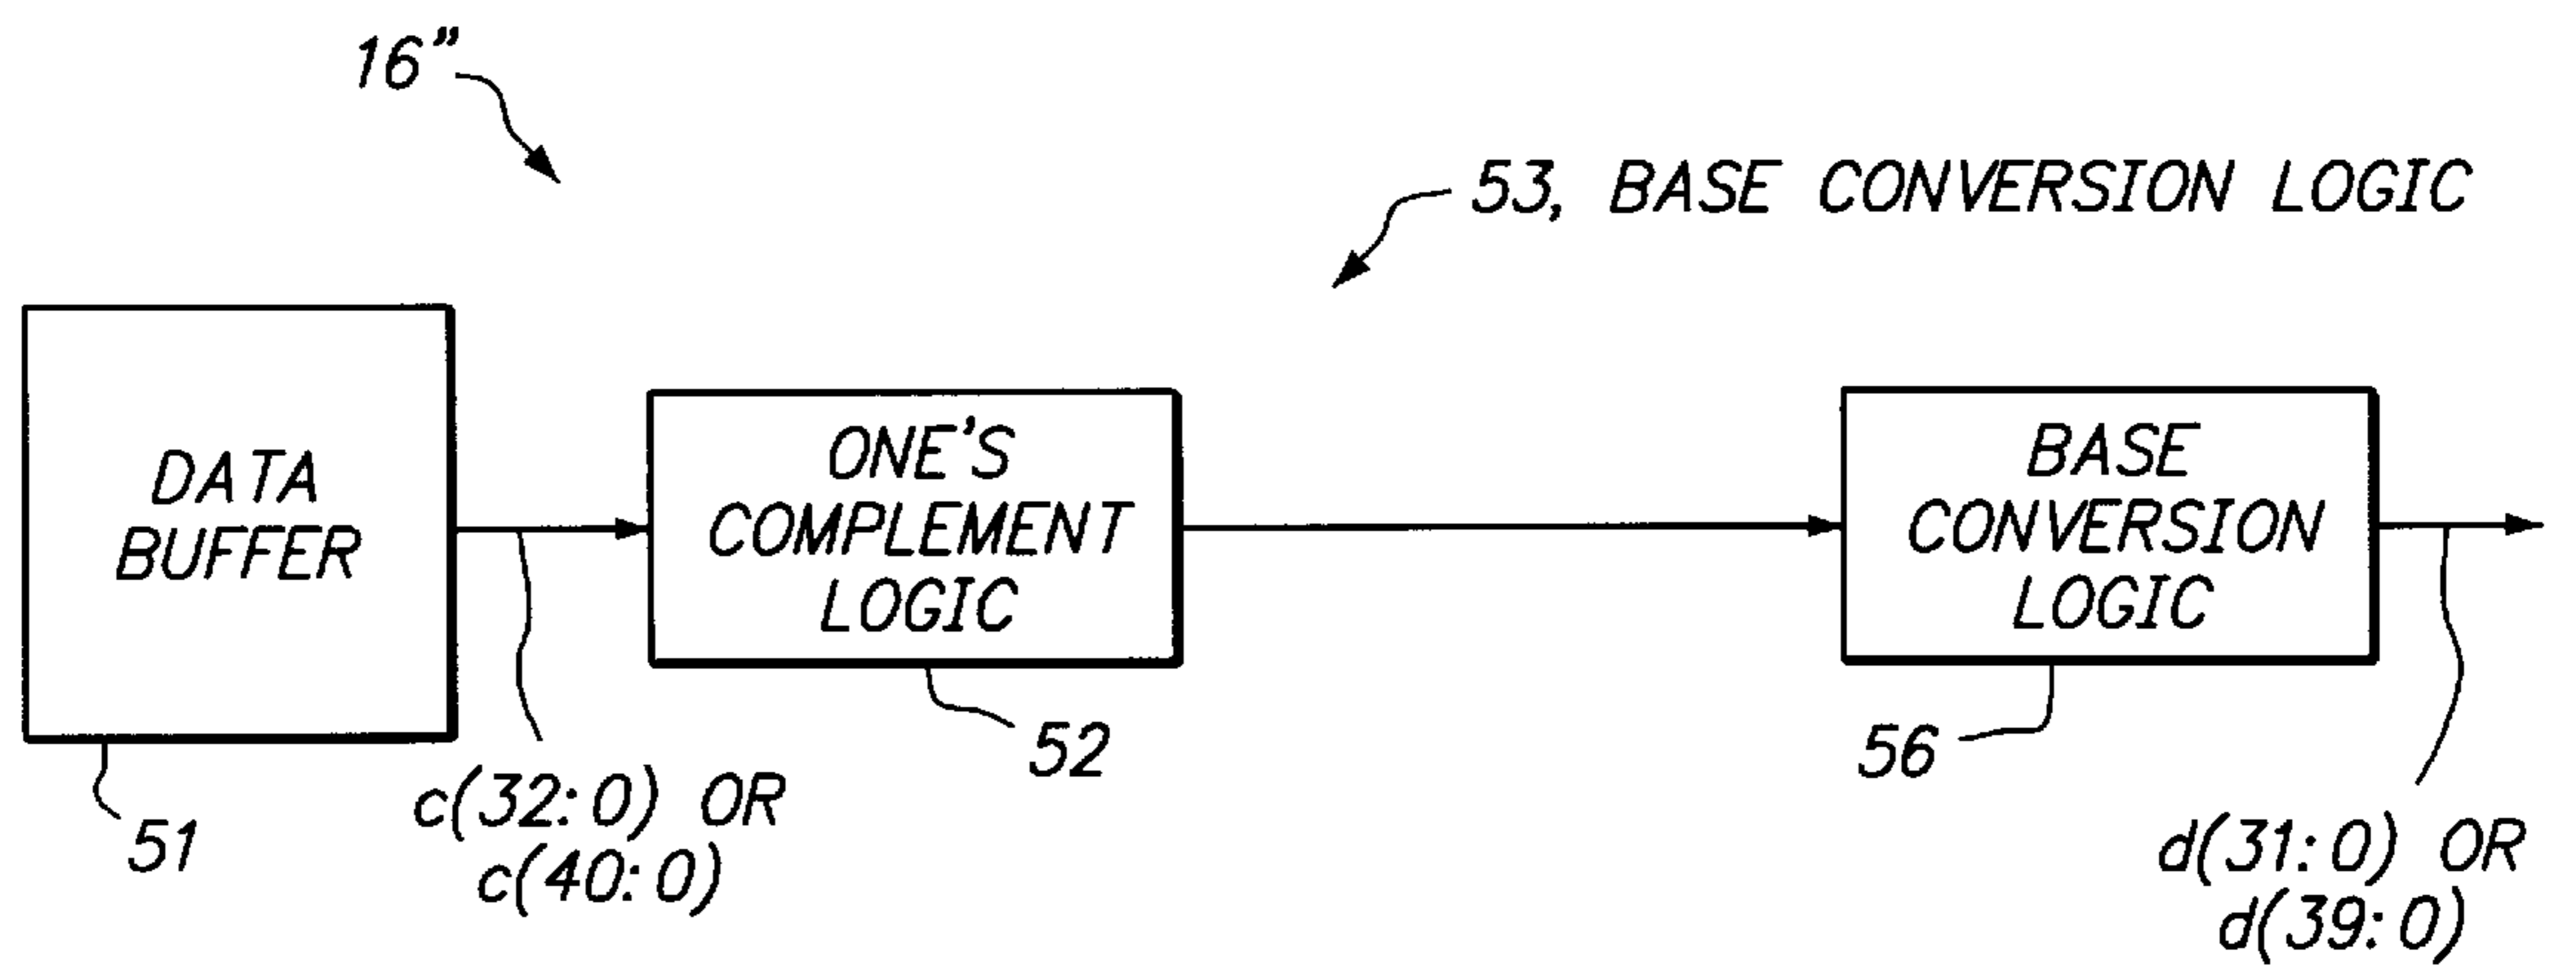 16”
53, BASE CONVERSION LOGIC
DATA
BUFFER
ONE'S
COMPLEMENT
LOGIC
BASE
CONVERSION
LOGIC
51
c(32:0) OR
c(40:0)
52
56
d(31:0) OR
d(39:0)